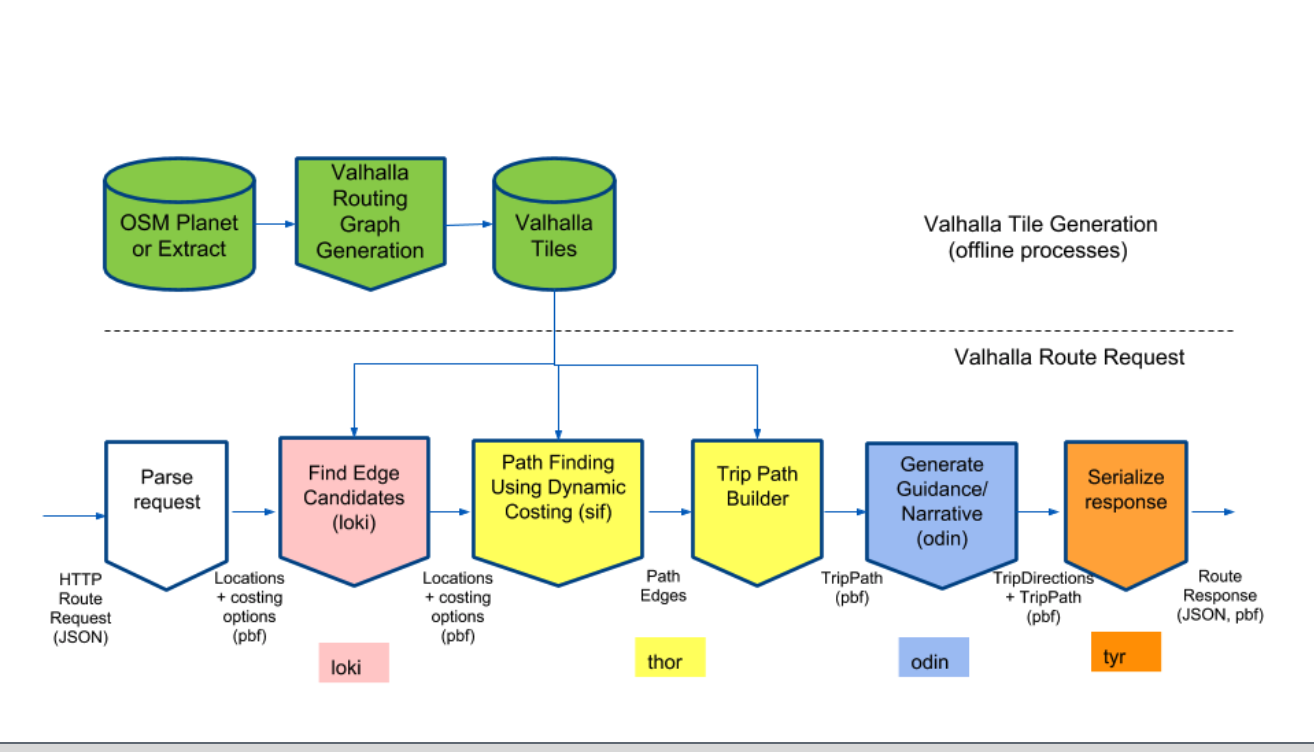 Valhalla
Routing
Graph
Generation
OSM Planet
or Extract
Valhalla
Tiles
Valhalla Tile Generation
(offline processes)
Valhalla Route Request
Parse
request
Find Edge
Candidates
(loki)
Path Finding
Using Dynamic
Costing (sif)
Trip Path
Builder
Generate
Guidance/
Narrative
(odin)
Serialize
response
HTTP
Route
Request
(JSON)
Locations
+ costing
options
(pbf)
Locations
+ costing
options
(pbf)
Path
Edges
TripPath
(pbf)
TripDirections
+ TripPath
(pbf)
Route
Response
(JSON, pbf)
loki
thor
odin
tyr